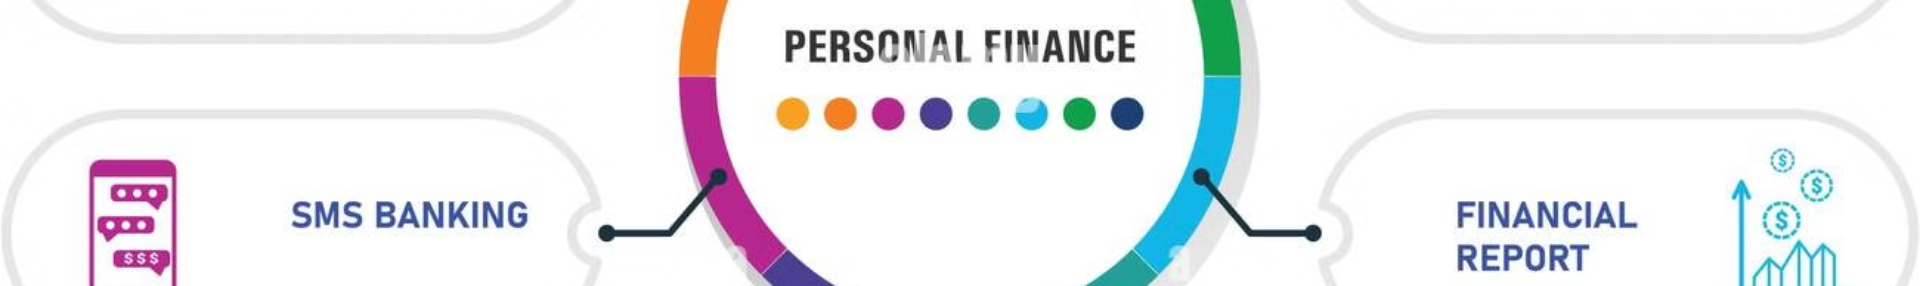 PERSONAL FINANCE
SMS BANKING
$$$
FINANCIAL
REPORT
$
$
$